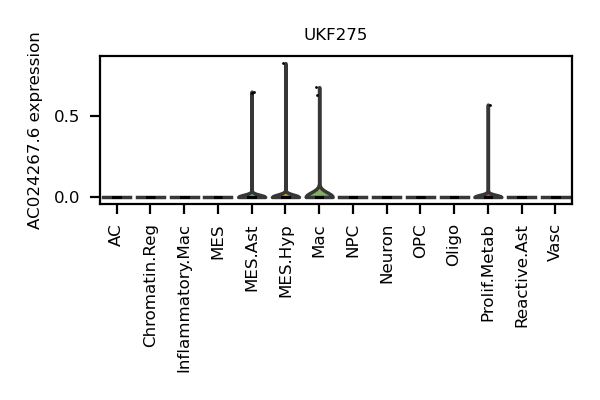 UKF275
AC024267.6 expression
0.5
0.0
AC
Chromatin.Reg
Inflammatory.Mac
MES
MES.Ast
MES.Hyp
Mac
NPC
Neuron
OPC
Oligo
Prolif.Metab
Reactive.Ast
Vasc